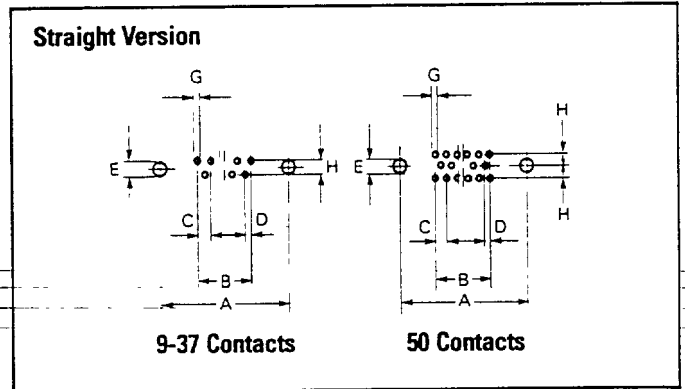 Straight Version
G
G
H
E
H
E
C
D
C
D
H
B
B
A
A
9-37 Contacts
50 Contacts